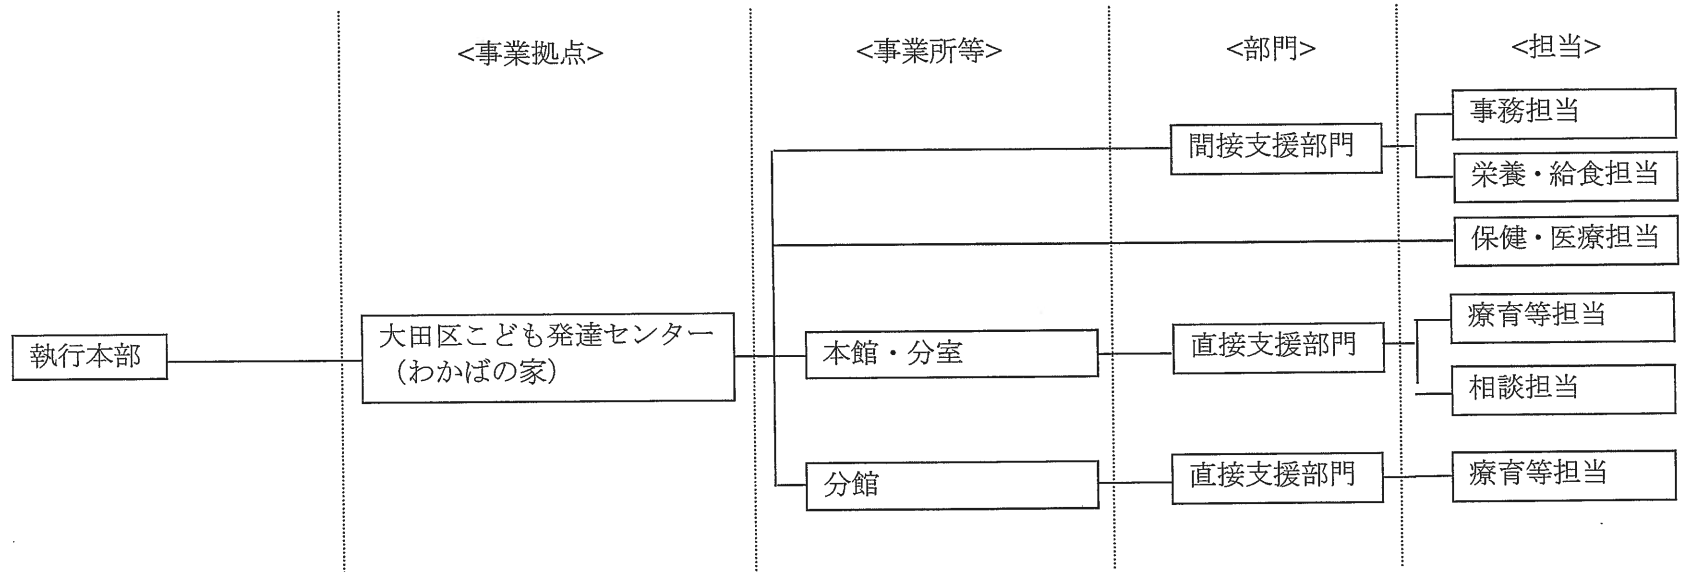 <事業拠点>
<事業所等>
<部門>
<担当>
事務担当
間接支援部門
栄養・給食担当
保健・医療担当
療育等担当
大田区こども発達センター
（わかばの家）
執行本部
本館・分室
直接支援部門
相談担当
分館
直接支援部門
療育等担当